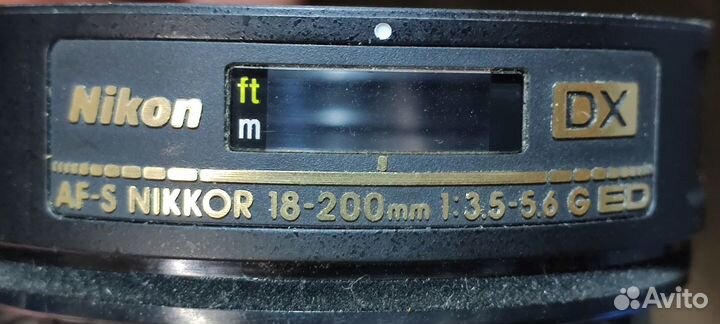 Nikon
ft
m
DX
AF-S NIKKOR 18-200mm 1:3.5-5.6 G ED
Avito